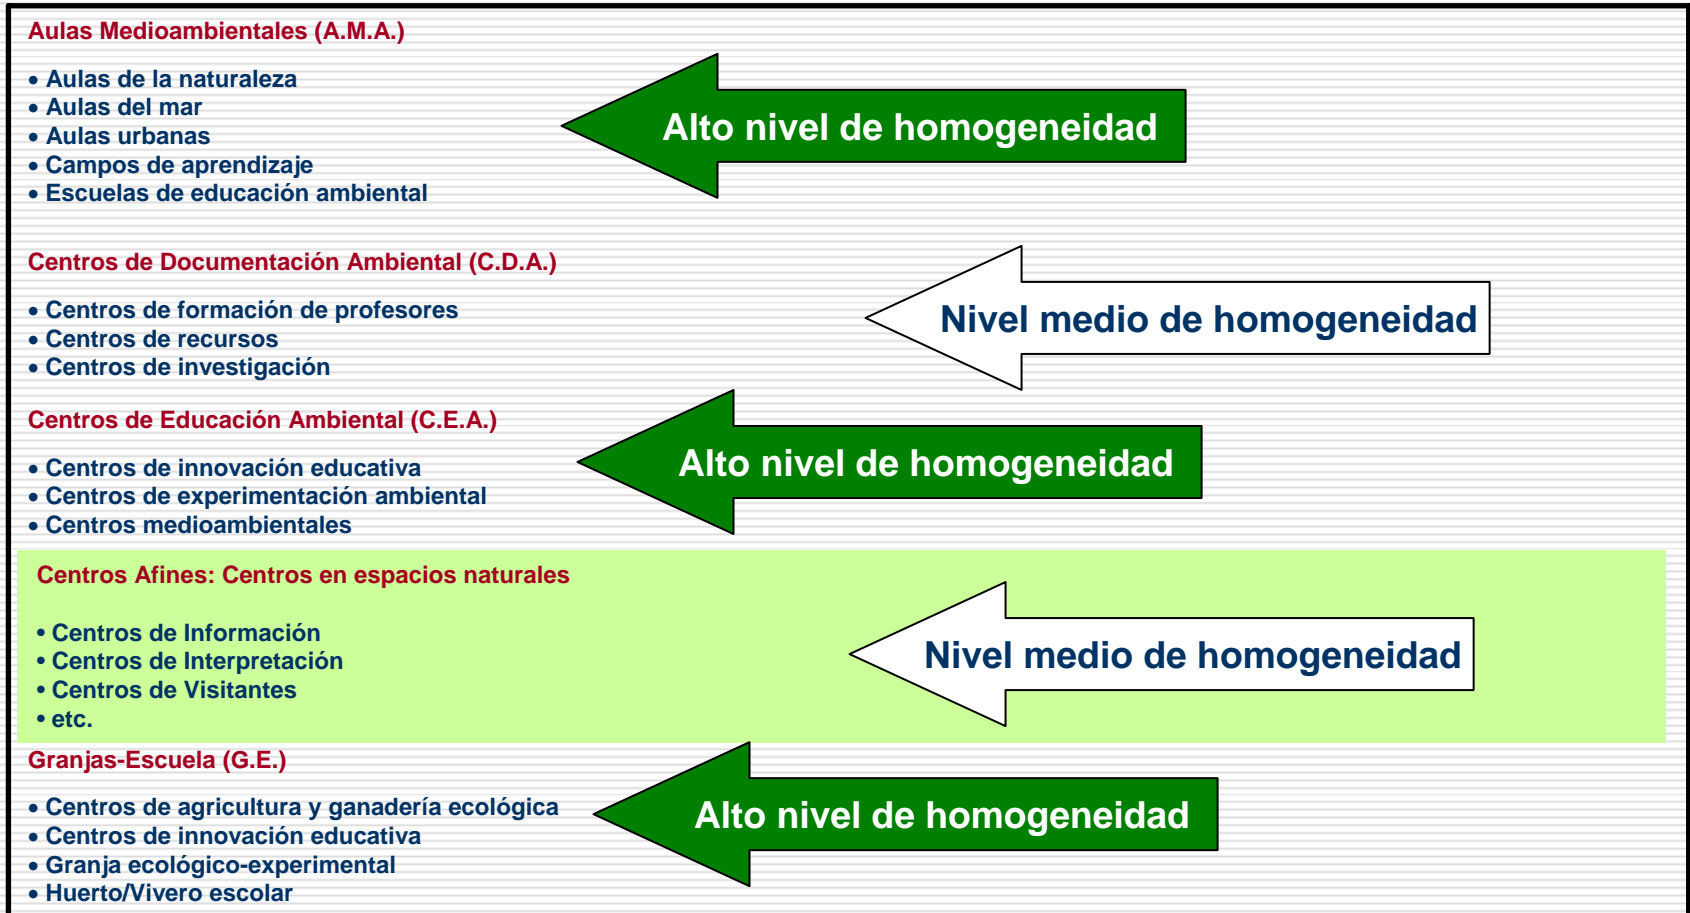 Aulas Medioambientales (A.M.A.)
• Aulas de la naturaleza
• Aulas del mar
• Aulas urbanas
• Campos de aprendizaje
• Escuelas de educación ambiental
Alto nivel de homogeneidad
Centros de Documentación Ambiental (C.D.A.)
• Centros de formación de profesores
• Centros de recursos
• Centros de investigación
Nivel medio de homogeneidad
Centros de Educación Ambiental (C.E.A.)
• Centros de innovación educativa
• Centros de experimentación ambiental
• Centros medioambientales
Alto nivel de homogeneidad
Centros Afines: Centros en espacios naturales
• Centros de Información
• Centros de Interpretación
• Centros de Visitantes
• etc.
Nivel medio de homogeneidad
Granjas-Escuela (G.E.)
• Centros de agricultura y ganadería ecológica
• Centros de innovación educativa
• Granja ecológico-experimental
• Huerto/Vivero escolar
Alto nivel de homogeneidad